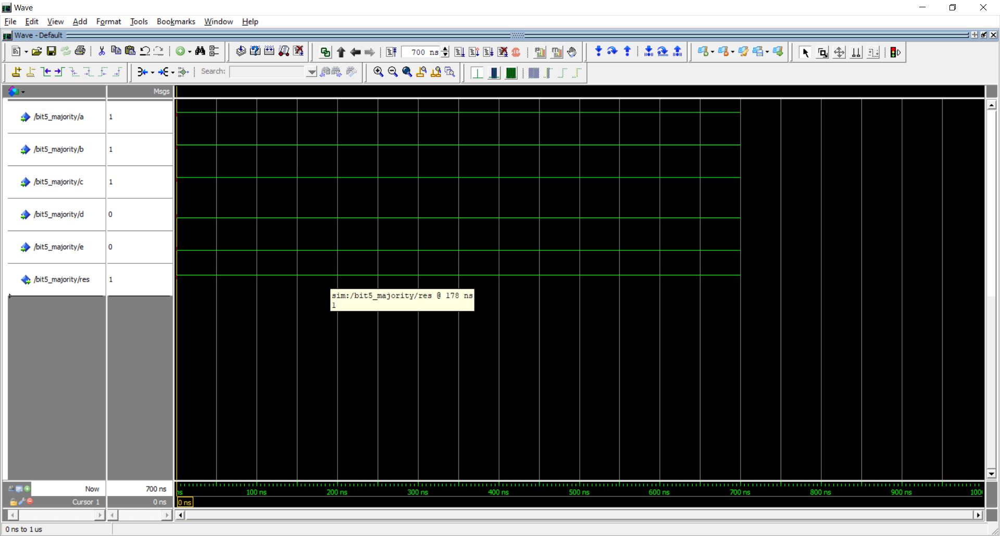 Wave
File Edit View Add Format Tools Bookmarks Window Help
Wave - Default
700 ns
Search:
Msgs
/bit5_majority/a 1
/bit5_majority/b 1
/bit5_majority/c 1
/bit5_majority/d 0
/bit5_majority/e 0
/bit5_majority/res 1
sim:/bit5_majority/res @ 178 ns
1
Now 700 ns
ns 100 ns 200 ns 300 ns 400 ns 500 ns 600 ns 700 ns 800 ns 900 ns 100
Cursor 1 0 ns
0 ns
0 ns to 1 us